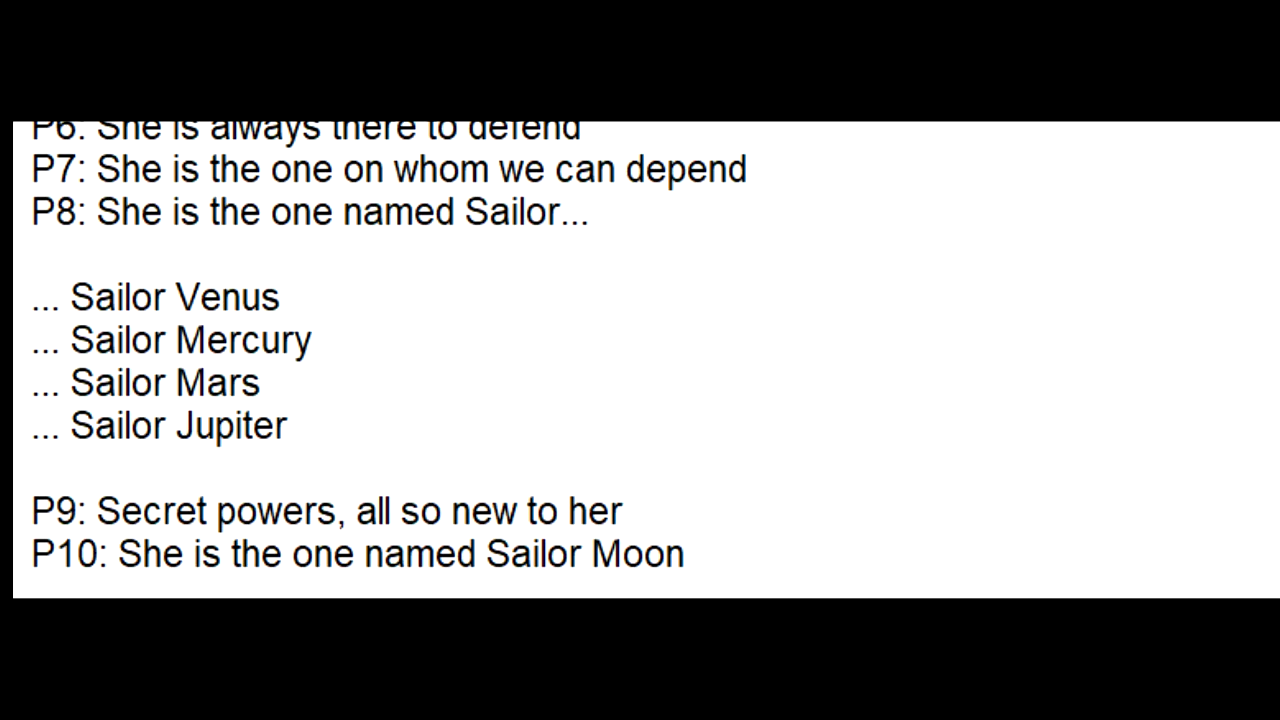 P6: She is always there to defend
P7: She is the one on whom we can depend
P8: She is the one named Sailor...
... Sailor Venus
... Sailor Mercury
... Sailor Mars
... Sailor Jupiter
P9: Secret powers, all so new to her
P10: She is the one named Sailor Moon